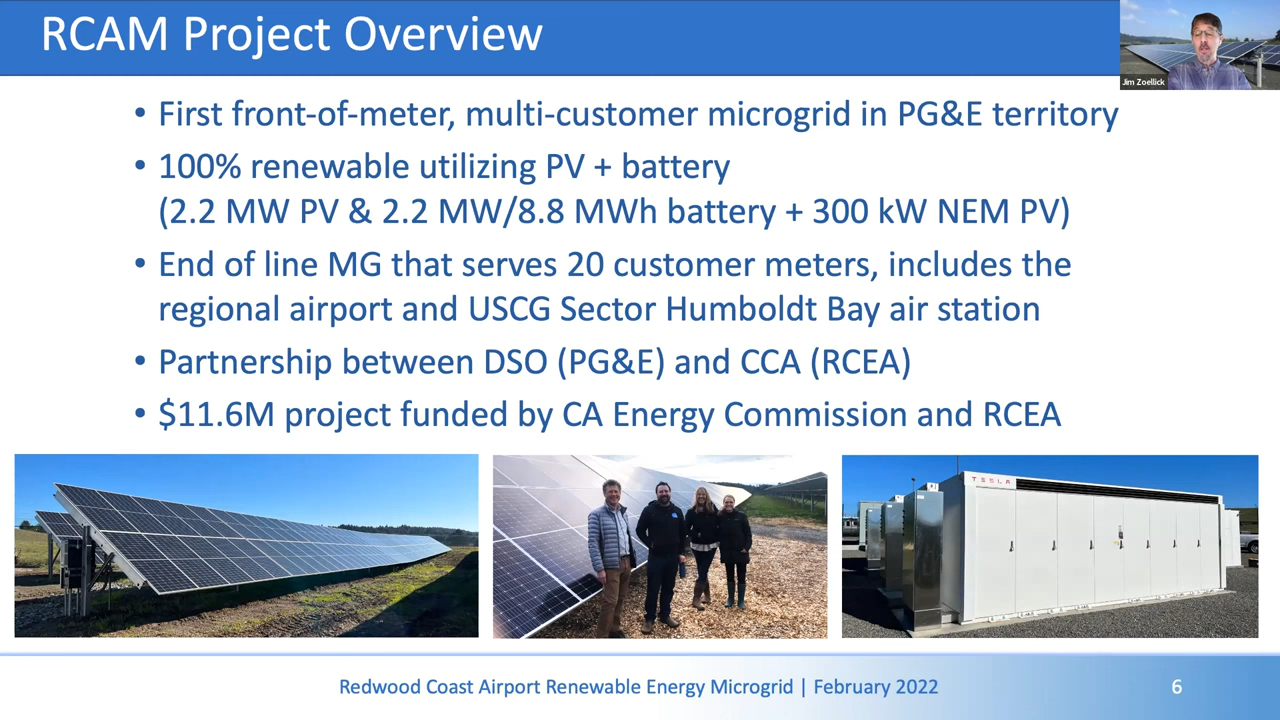 RCAM Project Overview
Jim Zoellick
• First front-of-meter, multi-customer microgrid in PG&E territory
• 100% renewable utilizing PV + battery
(2.2 MW PV & 2.2 MW/8.8 MWh battery + 300 kW NEM PV)
• End of line MG that serves 20 customer meters, includes the
regional airport and USCG Sector Humboldt Bay air station
• Partnership between DSO (PG&E) and CCA (RCEA)
• $11.6M project funded by CA Energy Commission and RCEA
TESLA
Redwood Coast Airport Renewable Energy Microgrid | February 2022
6